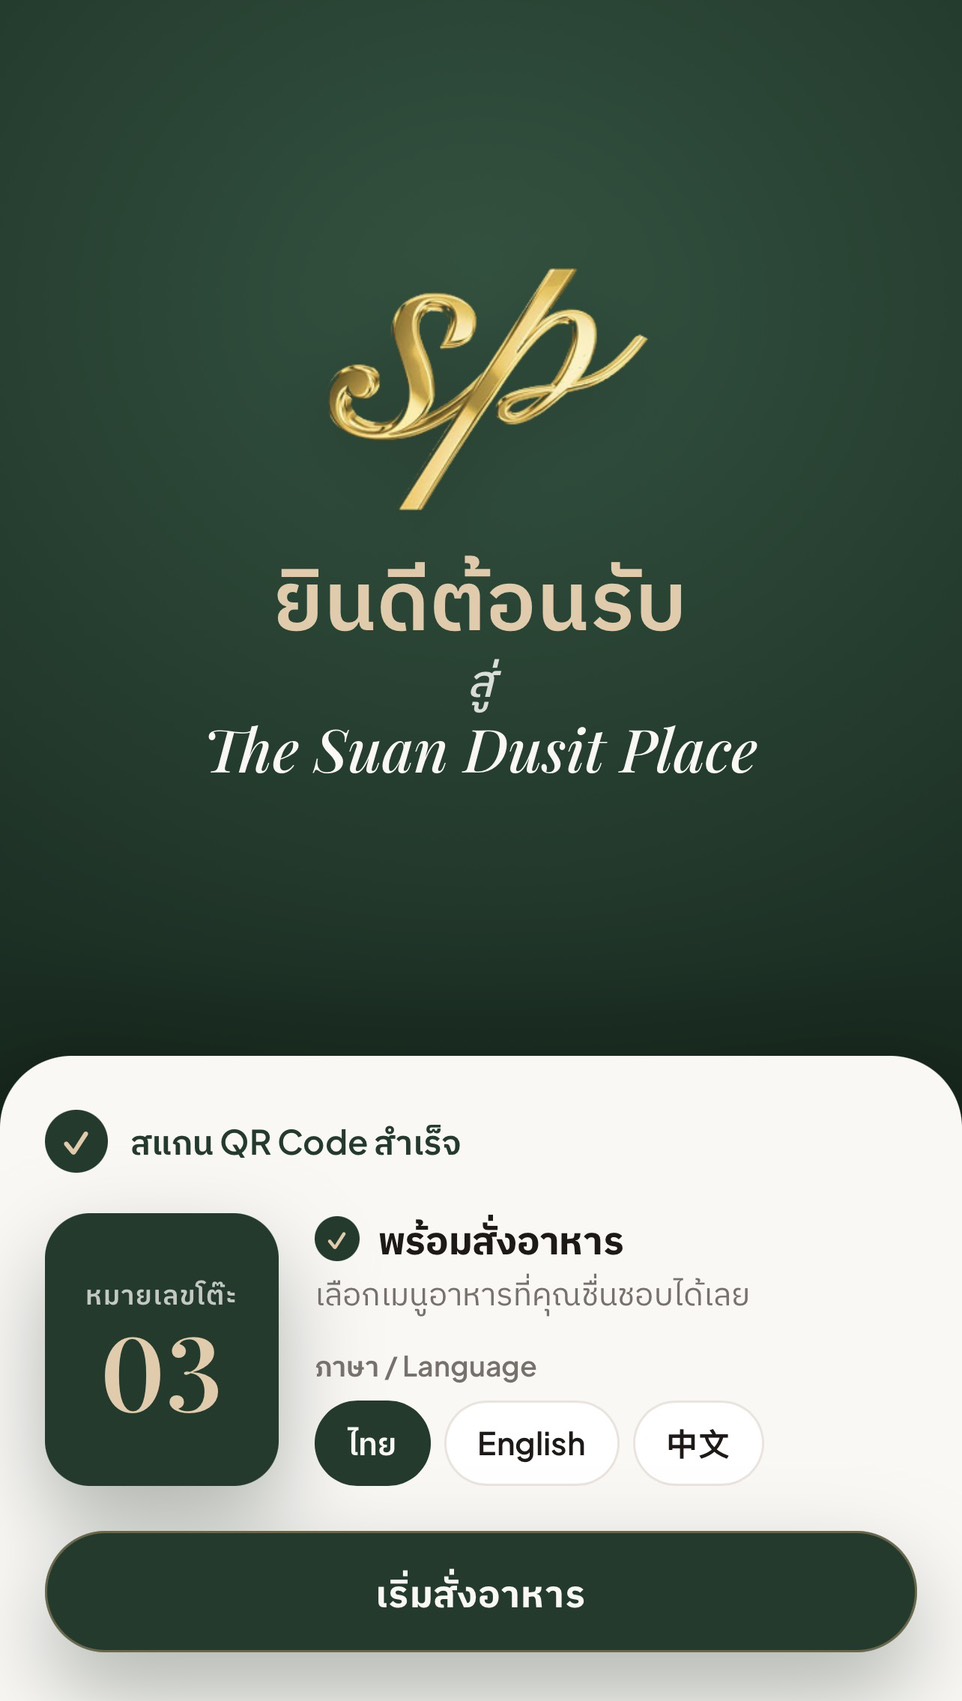 sp
ยินดีต้อนรับ
สู่
The Suan Dusit Place
สแกน QR Code สำเร็จ
หมายเลขโต๊ะ
03
พร้อมสั่งอาหาร
เลือกเมนูอาหารที่คุณชื่นชอบได้เลย
ภาษา / Language
ไทย English 中文
เริ่มสั่งอาหาร